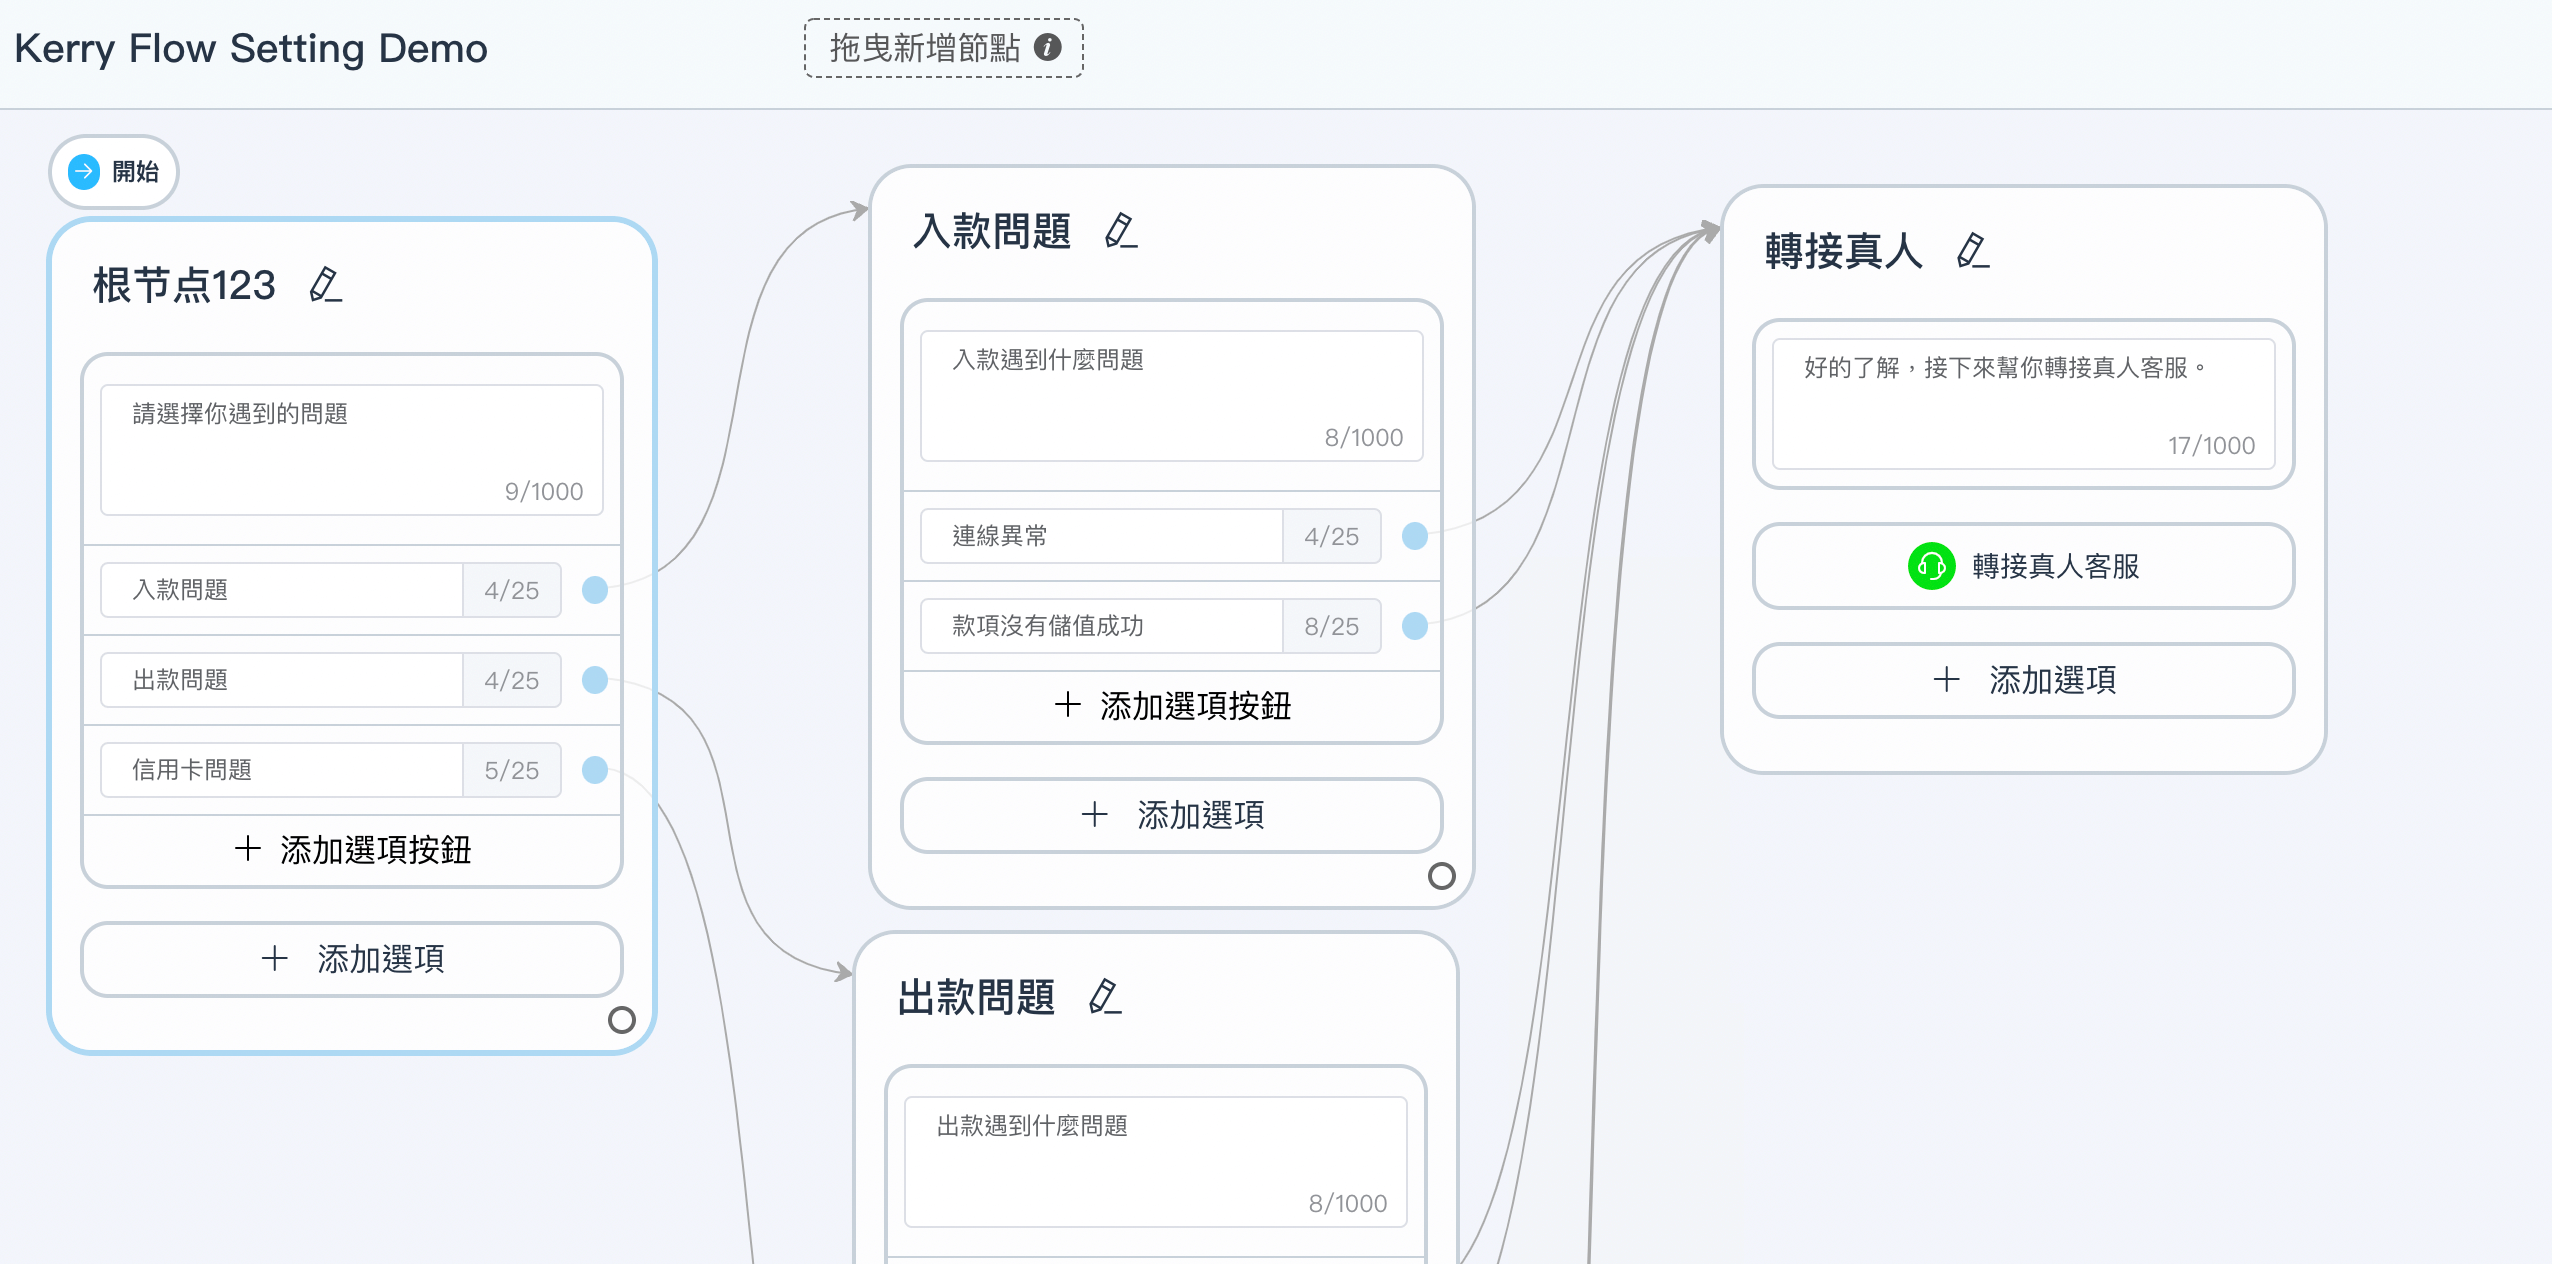 Kerry Flow Setting Demo
拖曳新增節點
開始
根节点123
請選擇你遇到的問題
9/1000
入款問題
4/25
出款問題
4/25
信用卡問題
5/25
添加選項按鈕
添加選項
入款問題
入款遇到什麼問題
8/1000
連線異常
4/25
款項沒有儲值成功
8/25
添加選項按鈕
添加選項
出款問題
出款遇到什麼問題
8/1000
轉接真人
好的了解，接下來幫你轉接真人客服。
17/1000
轉接真人客服
添加選項